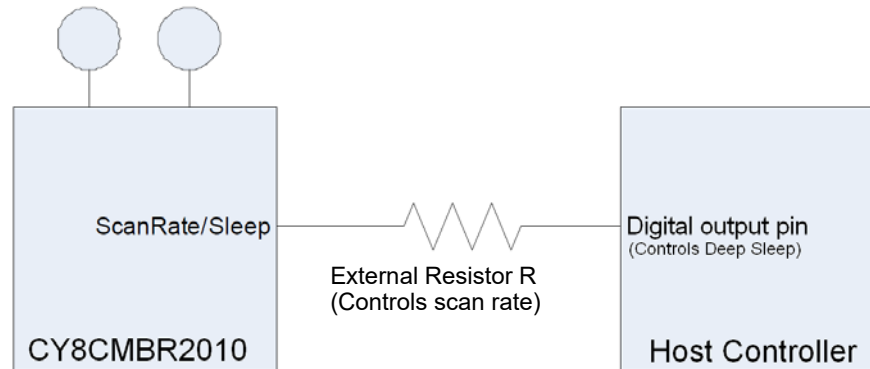 ScanRate/Sleep
Digital output pin
(Controls Deep Sleep)
External Resistor R
(Controls scan rate)
CY8CMBR2010
Host Controller